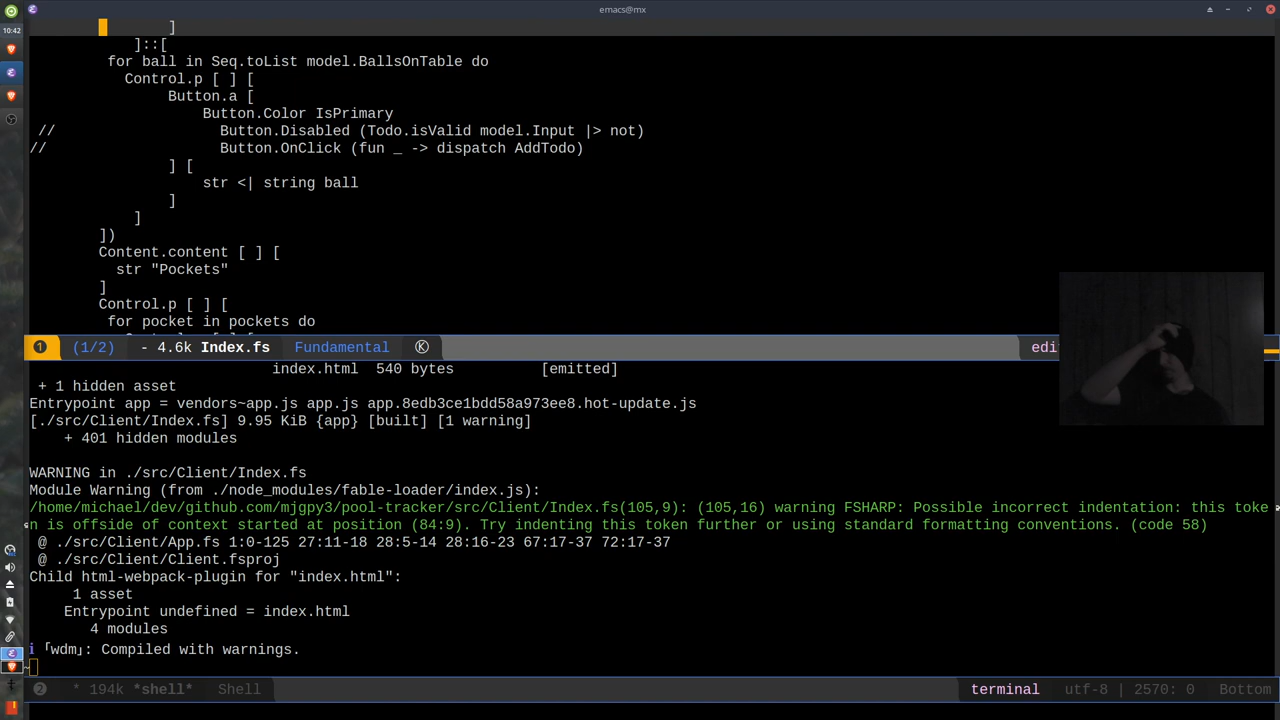 emacs@mx
10:42
]
]::[
for ball in Seq.toList model.BallsOnTable do
Control.p [ ] [
Button.a [
Button.Color IsPrimary
// Button.Disabled (Todo.isValid model.Input |> not)
// Button.OnClick (fun _ -> dispatch AddTodo)
] [
str <| string ball
]
]
])
Content.content [ ] [
str "Pockets"
]
Control.p [ ] [
for pocket in pockets do
1 (1/2) - 4.6k Index.fs Fundamental K
index.html 540 bytes [emitted]
+ 1 hidden asset
Entrypoint app = vendors~app.js app.js app.8edb3ce1bdd58a973ee8.hot-update.js
[./src/Client/Index.fs] 9.95 KiB {app} [built] [1 warning]
+ 401 hidden modules
WARNING in ./src/Client/Index.fs
Module Warning (from ./node_modules/fable-loader/index.js):
/home/michael/dev/github.com/mjgpy3/pool-tracker/src/Client/Index.fs(105,9): (105,16) warning FSHARP: Possible incorrect indentation: this toke
n is offside of context started at position (84:9). Try indenting this token further or using standard formatting conventions. (code 58)
@ ./src/Client/App.fs 1:0-125 27:11-18 28:5-14 28:16-23 67:17-37 72:17-37
@ ./src/Client/Client.fsproj
Child html-webpack-plugin for "index.html":
1 asset
Entrypoint undefined = index.html
4 modules
i ｢wdm｣: Compiled with warnings.
2 * 194k *shell* Shell terminal utf-8 | 2570: 0 Bottom